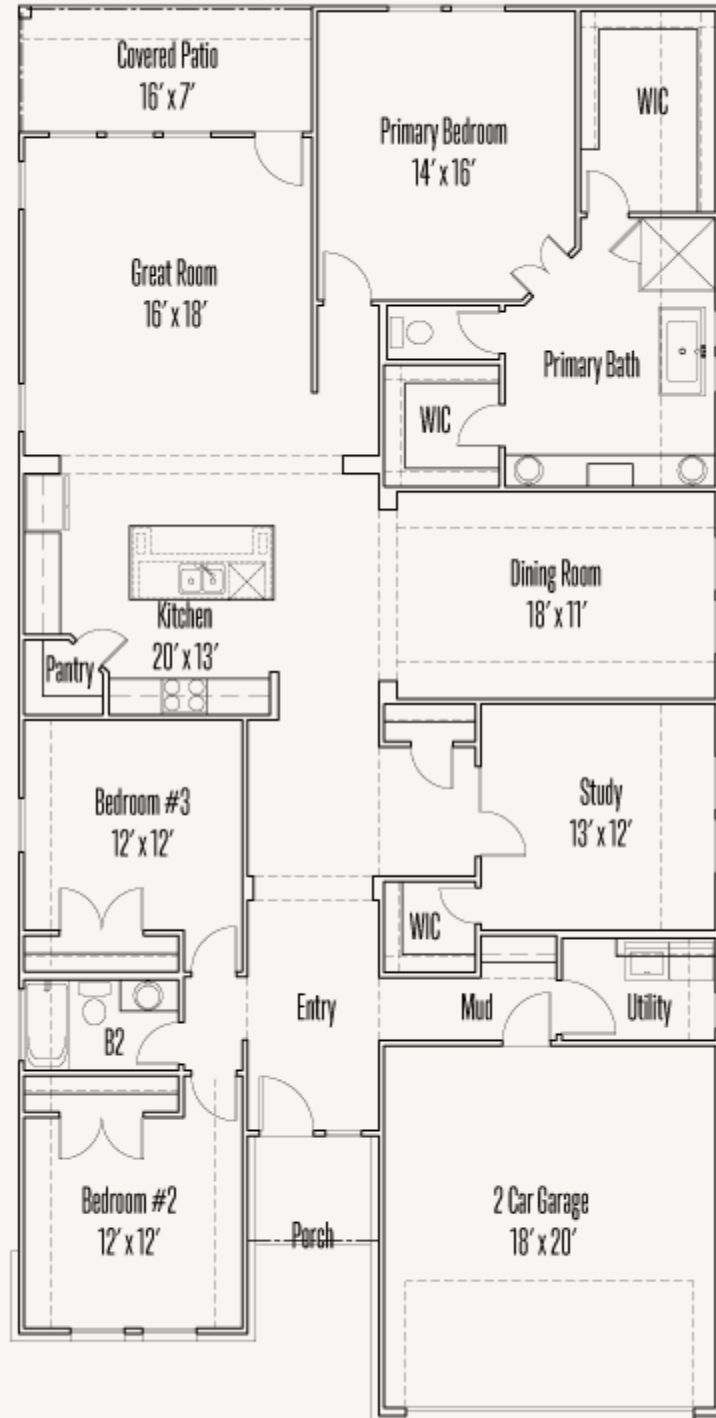 Covered Patio
16' x 7'
Primary Bedroom
14' x 16'
WIC
Great Room
16' x 18'
Primary Bath
WIC
Kitchen
20' x 13'
Dining Room
18' x 11'
Pantry
Bedroom #3
12' x 12'
Study
13' x 12'
WIC
B2
Entry
Mud
Utility
Bedroom #2
12' x 12'
Porch
2 Car Garage
18' x 20'